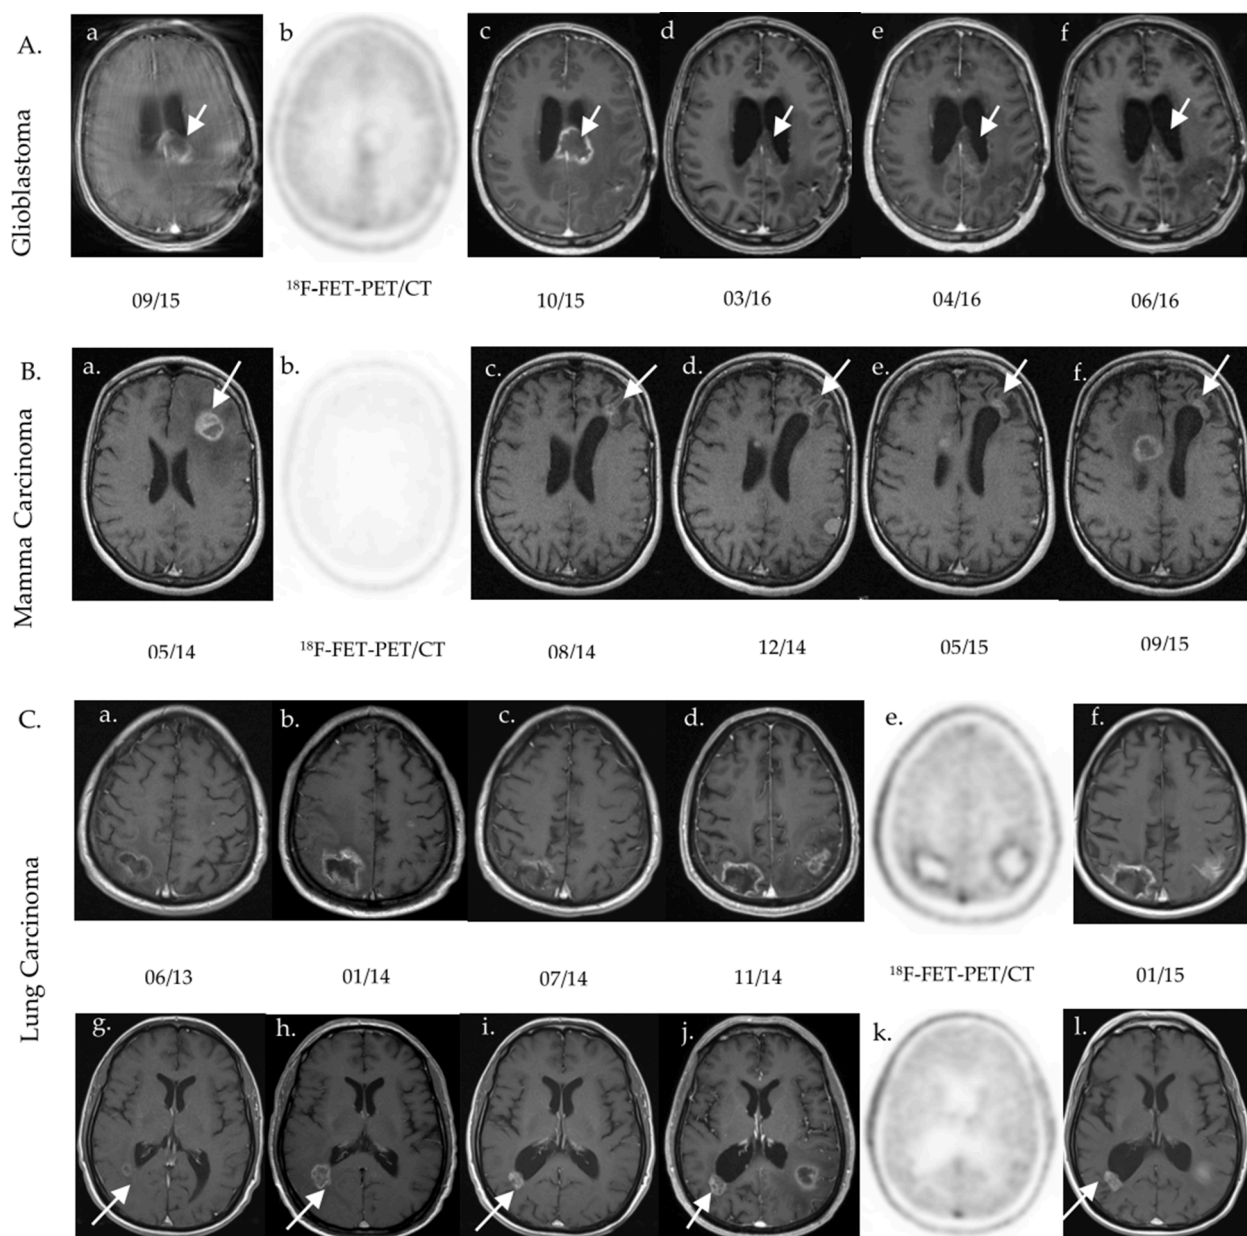 A.
Glioblastoma
a b c d e f
09/15 ¹⁸F-FET-PET/CT 10/15 03/16 04/16 06/16
B.
Mamma Carcinoma
a. b. c. d. e. f.
05/14 ¹⁸F-FET-PET/CT 08/14 12/14 05/15 09/15
C.
Lung Carcinoma
a. b. c. d. e. f.
06/13 01/14 07/14 11/14 ¹⁸F-FET-PET/CT 01/15
g. h. i. j. k. l.